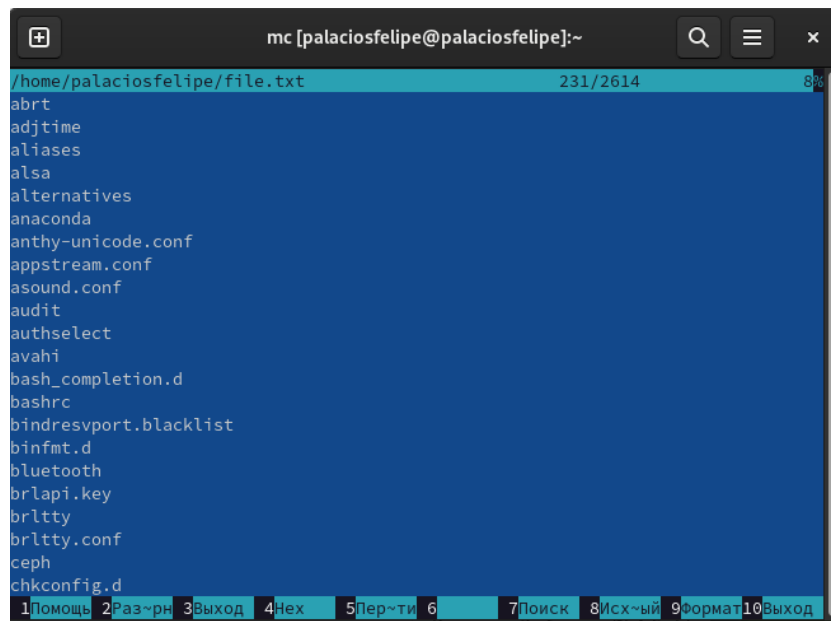 mc [palaciosfelipe@palaciosfelipe]:~
/home/palaciosfelipe/file.txt 231/2614 8%
abrt
adjtime
aliases
alsa
alternatives
anaconda
anthy-unicode.conf
appstream.conf
asound.conf
audit
authselect
avahi
bash_completion.d
bashrc
bindresvport.blacklist
binfmt.d
bluetooth
brlapi.key
brltty
brltty.conf
ceph
chkconfig.d
1Помощь 2Раз~рн 3Выход 4Hex 5Пер~ти 6 7Поиск 8Исх~ый 9Формат10Выход